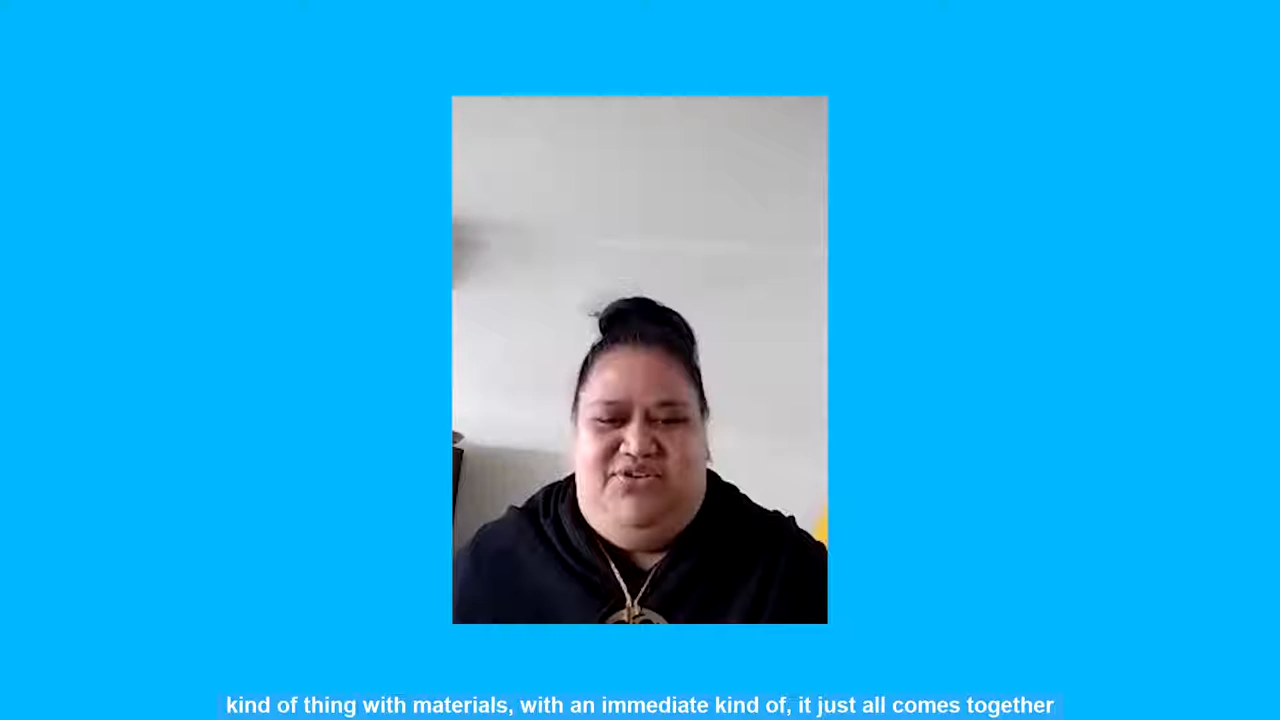 kind of thing with materials, with an immediate kind of, it just all comes together